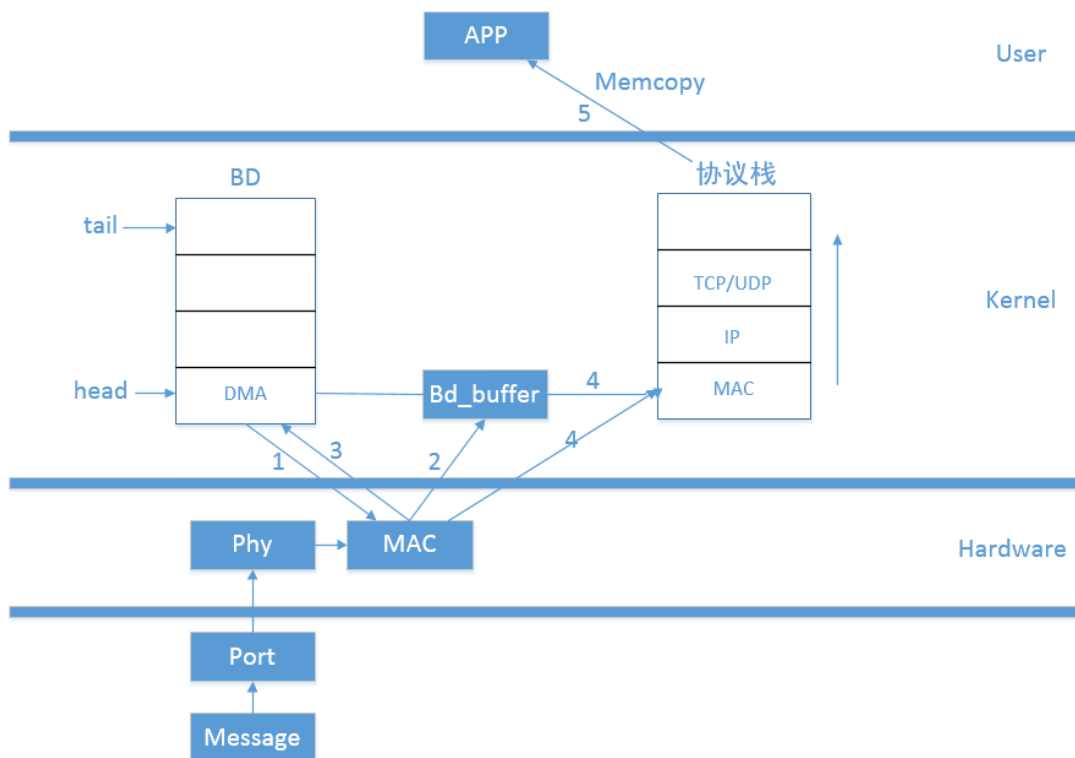 APP
User
Memcopy
5
BD
协议栈
tail
TCP/UDP
Kernel
IP
head
DMA
Bd_buffer
4
MAC
4
1
3
2
Phy
MAC
Hardware
Port
Message